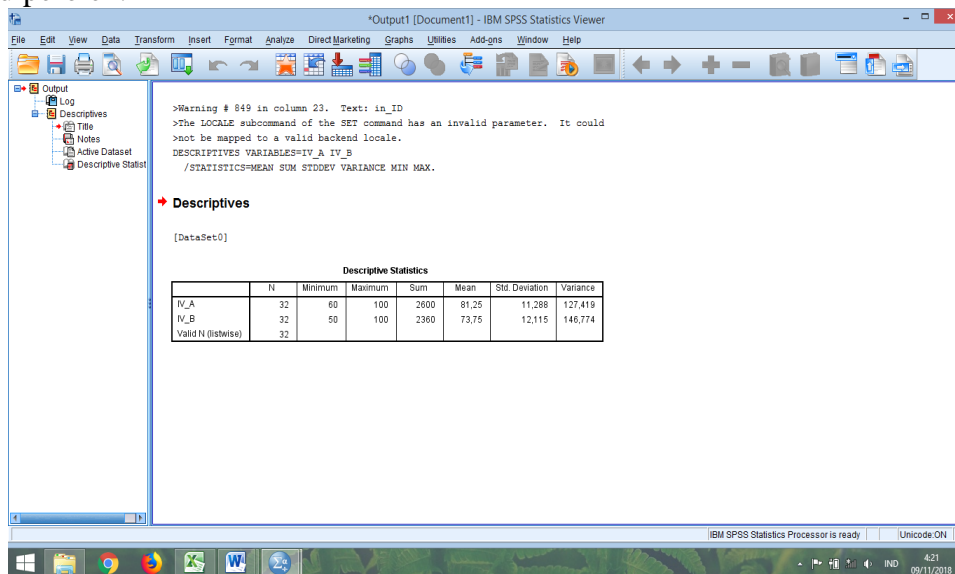 *Output1 [Document1] - IBM SPSS Statistics Viewer
File Edit View Data Transform Insert Format Analyze Direct Marketing Graphs Utilities Add-ons Window Help
Output
Log
Descriptives
Title
Notes
Active Dataset
Descriptive Statist
>Warning # 849 in column 23. Text: in_ID
>The LOCALE subcommand of the SET command has an invalid parameter. It could
>not be mapped to a valid backend locale.
DESCRIPTIVES VARIABLES=IV_A IV_B
/STATISTICS=MEAN SUM STDDEV VARIANCE MIN MAX.
Descriptives
[DataSet0]
Descriptive Statistics
N Minimum Maximum Sum Mean Std. Deviation Variance
IV_A 32 60 100 2600 81,25 11,288 127,419
IV_B 32 50 100 2360 73,75 12,115 146,774
Valid N (listwise) 32
IBM SPSS Statistics Processor is ready Unicode:ON
IND 4:21
09/11/2018